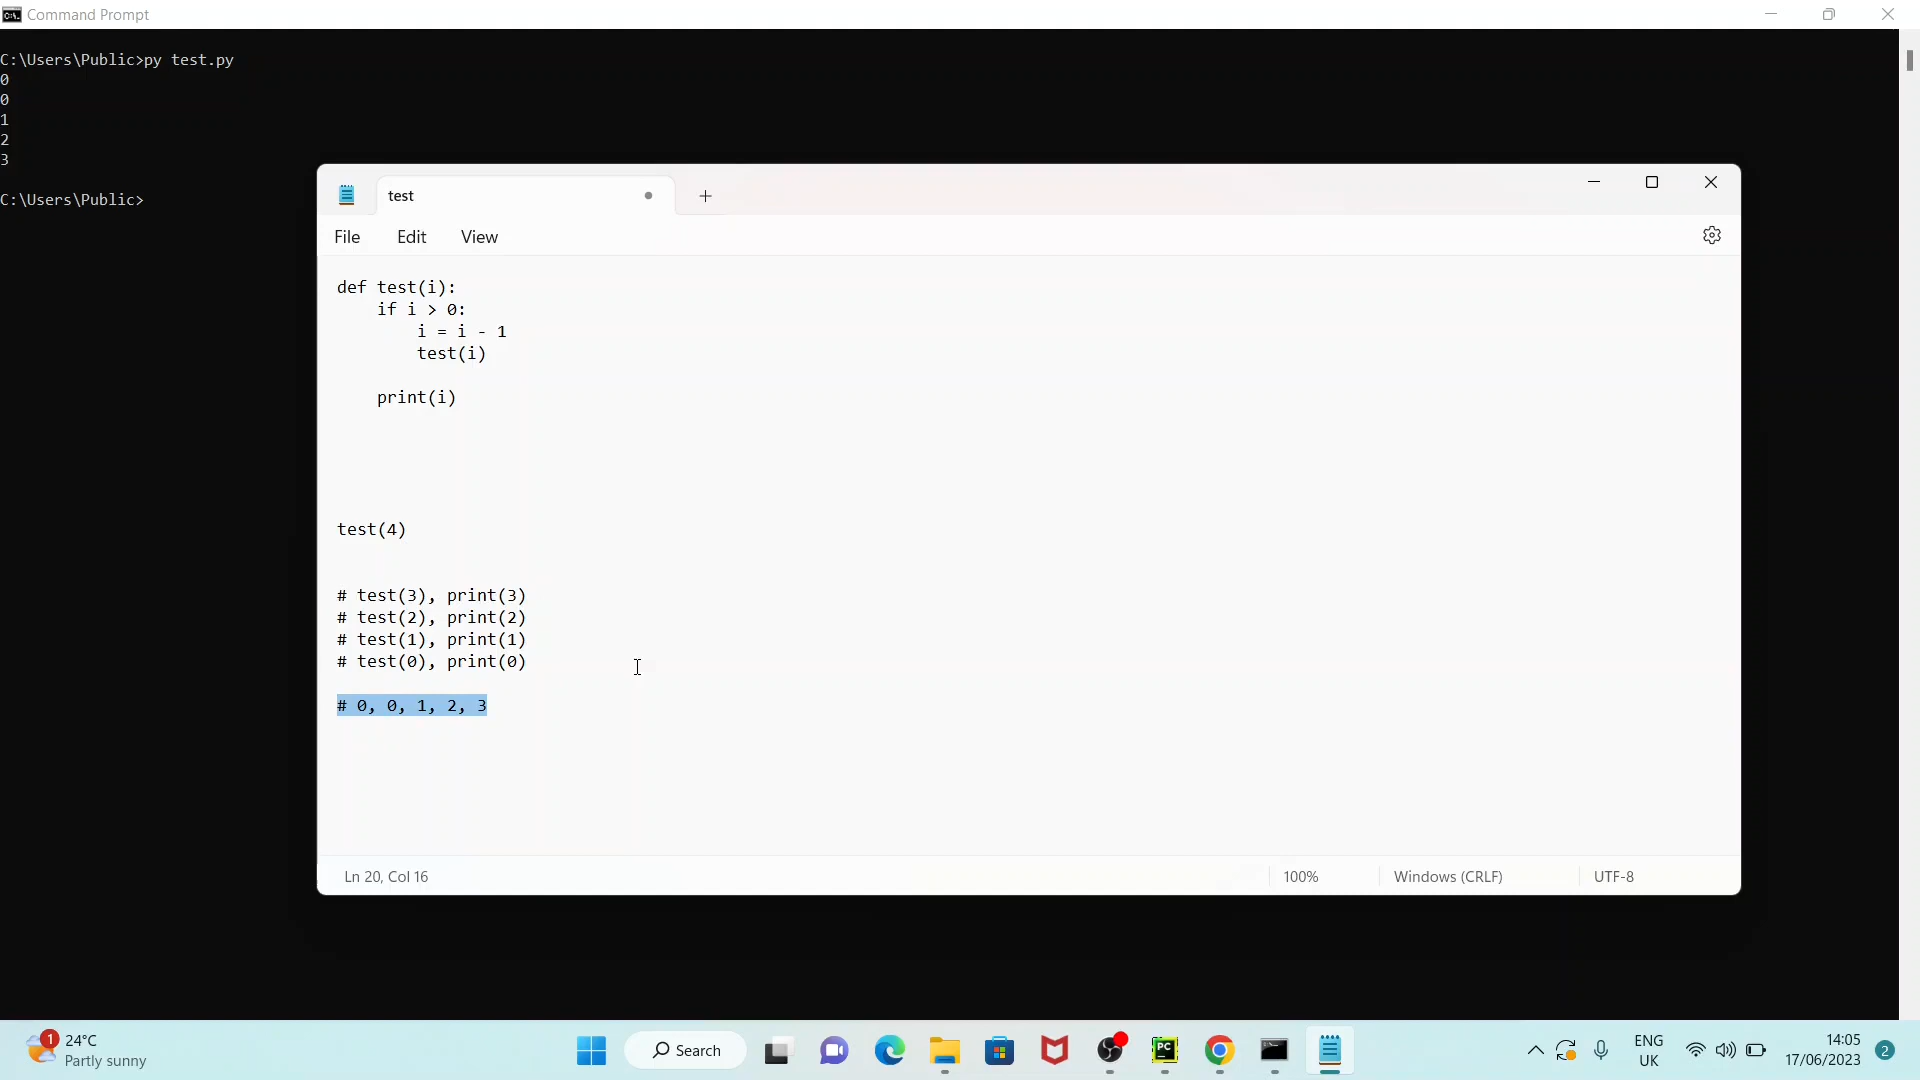 Command Prompt
C:\Users\Public>py test.py
0
0
1
2
3
C:\Users\Public>
test
File Edit View
def test(i):
    if i > 0:
        i = i - 1
        test(i)
    print(i)
test(4)
# test(3), print(3)
# test(2), print(2)
# test(1), print(1)
# test(0), print(0)
# 0, 0, 1, 2, 3
Ln 20, Col 16
100%
Windows (CRLF)
UTF-8
1
24°C
Partly sunny
Search
PC
ENG
UK
14:05
17/06/2023
2